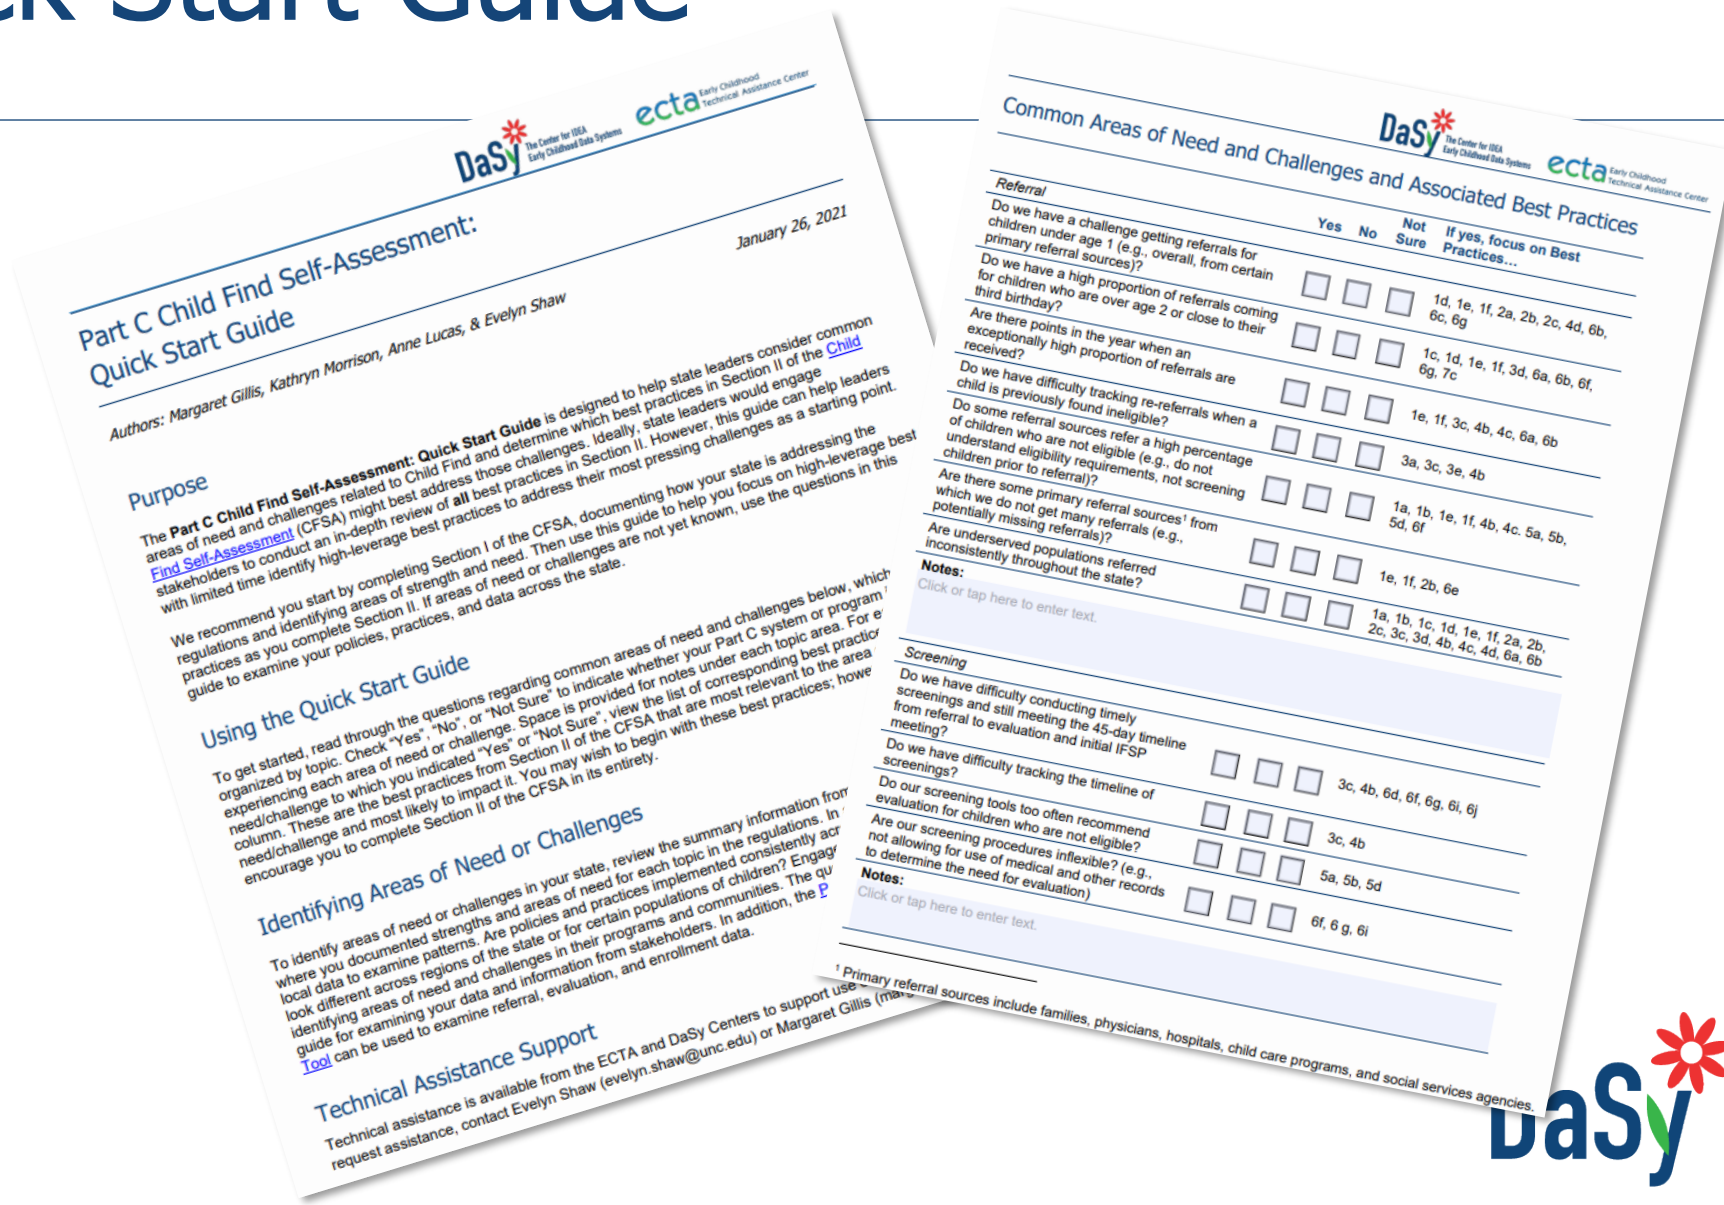 ck Start Guide
DaSy
The Center for IDEA
Early Childhood Data Systems
ecta
Early Childhood
Technical Assistance Center
Part C Child Find Self-Assessment:
Quick Start Guide
January 26, 2021
Authors: Margaret Gillis, Kathryn Morrison, Anne Lucas, & Evelyn Shaw
Purpose
The Part C Child Find Self-Assessment: Quick Start Guide is designed to help state leaders consider common
areas of need and challenges related to Child Find and determine which best practices in Section II of the Child
Find Self-Assessment (CFSA) might best address those challenges. Ideally, state leaders would engage
stakeholders to conduct an in-depth review of all best practices in Section II. However, this guide can help leaders
with limited time identify high-leverage best practices to address their most pressing challenges as a starting point.
We recommend you start by completing Section I of the CFSA, documenting how your state is addressing the
regulations and identifying areas of strength and need. Then use this guide to help you focus on high-leverage best
practices as you complete Section II. If areas of need or challenges are not yet known, use the questions in this
guide to examine your policies, practices, and data across the state.
Using the Quick Start Guide
To get started, read through the questions regarding common areas of need and challenges below, which
organized by topic. Check “Yes”, “No”, or “Not Sure” to indicate whether your Part C system or program
experiencing each area of need or challenge. Space is provided for notes under each topic area. For e
need/challenge to which you indicated “Yes” or “Not Sure”, view the list of corresponding best practice
column. These are the best practices from Section II of the CFSA that are most relevant to the area
need/challenge and most likely to impact it. You may wish to begin with these best practices; howe
encourage you to complete Section II of the CFSA in its entirety.
Identifying Areas of Need or Challenges
To identify areas of need or challenges in your state, review the summary information from
where you documented strengths and areas of need for each topic in the regulations. In
local data to examine patterns. Are policies and practices implemented consistently acr
look different across regions of the state or for certain populations of children? Engage
identifying areas of need and challenges in their programs and communities. The qu
guide for examining your data and information from stakeholders. In addition, the P
Tool can be used to examine referral, evaluation, and enrollment data.
Technical Assistance Support
Technical assistance is available from the ECTA and DaSy Centers to support use
request assistance, contact Evelyn Shaw (evelyn.shaw@unc.edu) or Margaret Gillis (marg
DaSy
The Center for IDEA
Early Childhood Data Systems
ecta
Early Childhood
Technical Assistance Center
Common Areas of Need and Challenges and Associated Best Practices
Referral
Yes No Not Sure If yes, focus on Best Practices…
Do we have a challenge getting referrals for
children under age 1 (e.g., overall, from certain
primary referral sources)?
1d, 1e, 1f, 2a, 2b, 2c, 4d, 6b,
6c, 6g
Do we have a high proportion of referrals coming
for children who are over age 2 or close to their
third birthday?
1c, 1d, 1e, 1f, 3d, 6a, 6b, 6f,
6g, 7c
Are there points in the year when an
exceptionally high proportion of referrals are
received?
1e, 1f, 3c, 4b, 4c, 6a, 6b
Do we have difficulty tracking re-referrals when a
child is previously found ineligible?
3a, 3c, 3e, 4b
Do some referral sources refer a high percentage
of children who are not eligible (e.g., do not
understand eligibility requirements, not screening
children prior to referral)?
1a, 1b, 1e, 1f, 4b, 4c. 5a, 5b,
5d, 6f
Are there some primary referral sources¹ from
which we do not get many referrals (e.g.,
potentially missing referrals)?
1e, 1f, 2b, 6e
Are underserved populations referred
inconsistently throughout the state?
1a, 1b, 1c, 1d, 1e, 1f, 2a, 2b,
2c, 3c, 3d, 4b, 4c, 4d, 6a, 6b
Notes:
Click or tap here to enter text.
Screening
Do we have difficulty conducting timely
screenings and still meeting the 45-day timeline
from referral to evaluation and initial IFSP
meeting?
3c, 4b, 6d, 6f, 6g, 6i, 6j
Do we have difficulty tracking the timeline of
screenings?
3c, 4b
Do our screening tools too often recommend
evaluation for children who are not eligible?
5a, 5b, 5d
Are our screening procedures inflexible? (e.g.,
not allowing for use of medical and other records
to determine the need for evaluation)
6f, 6 g, 6i
Notes:
Click or tap here to enter text.
¹ Primary referral sources include families, physicians, hospitals, child care programs, and social services agencies.
DaSy